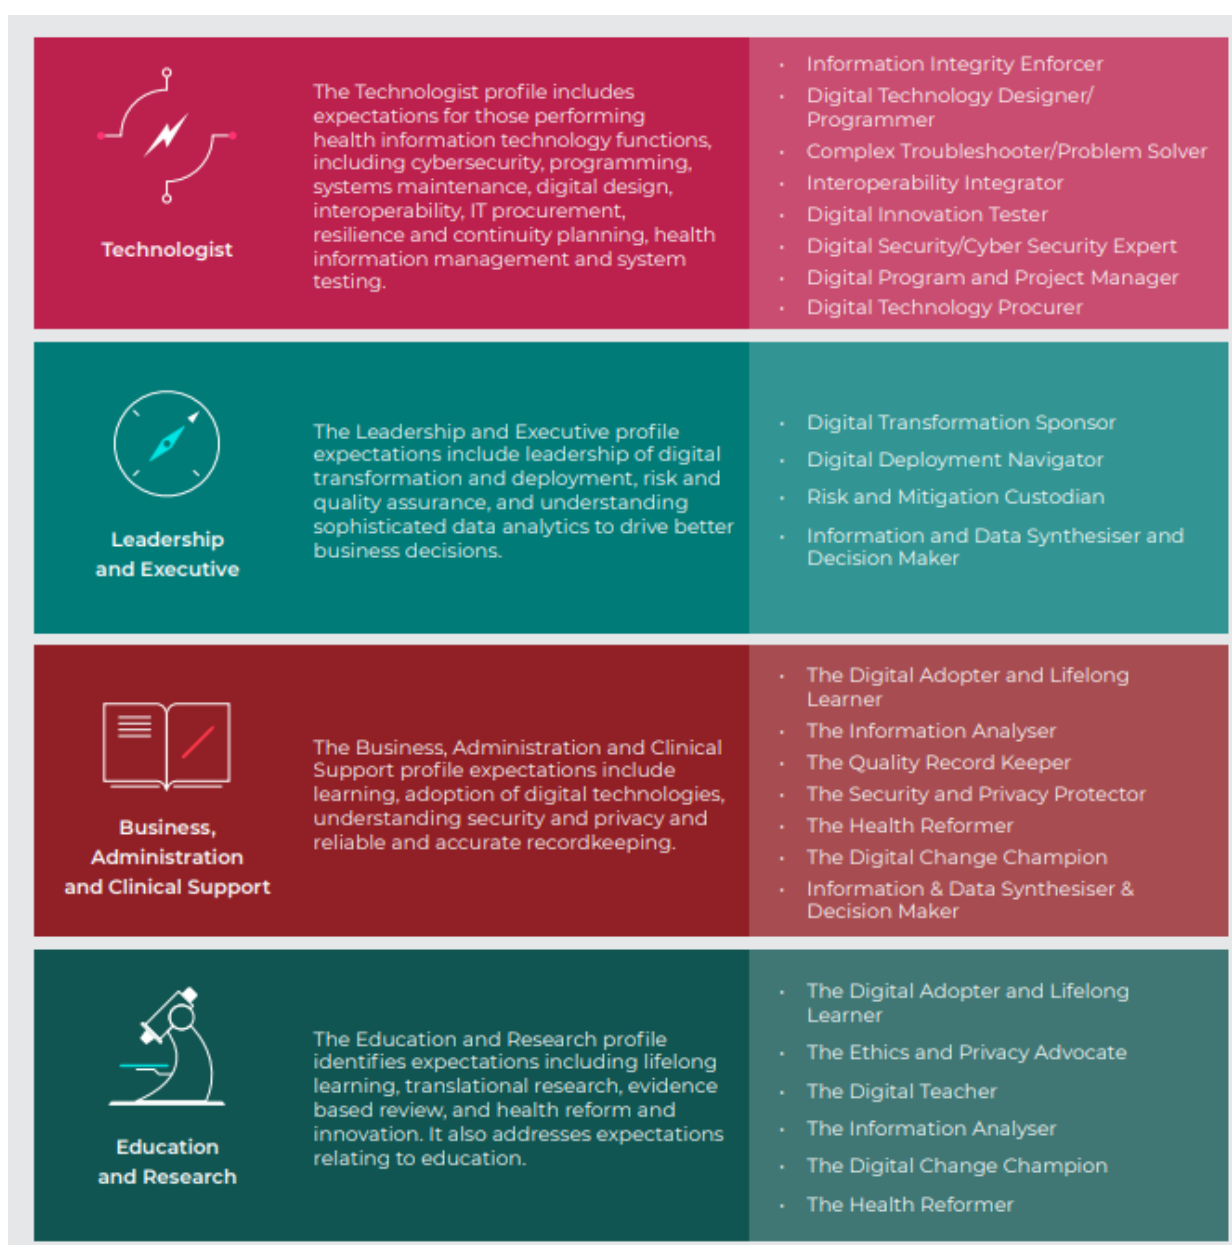 Technologist
The Technologist profile includes
expectations for those performing
health information technology functions,
including cybersecurity, programming,
systems maintenance, digital design,
interoperability, IT procurement,
resilience and continuity planning, health
information management and system
testing.
• Information Integrity Enforcer
• Digital Technology Designer/
Programmer
• Complex Troubleshooter/Problem Solver
• Interoperability Integrator
• Digital Innovation Tester
• Digital Security/Cyber Security Expert
• Digital Program and Project Manager
• Digital Technology Procurer
Leadership
and Executive
The Leadership and Executive profile
expectations include leadership of digital
transformation and deployment, risk and
quality assurance, and understanding
sophisticated data analytics to drive better
business decisions.
• Digital Transformation Sponsor
• Digital Deployment Navigator
• Risk and Mitigation Custodian
• Information and Data Synthesiser and
Decision Maker
Business,
Administration
and Clinical Support
The Business, Administration and Clinical
Support profile expectations include
learning, adoption of digital technologies,
understanding security and privacy and
reliable and accurate recordkeeping.
• The Digital Adopter and Lifelong
Learner
• The Information Analyser
• The Quality Record Keeper
• The Security and Privacy Protector
• The Health Reformer
• The Digital Change Champion
• Information & Data Synthesiser &
Decision Maker
Education
and Research
The Education and Research profile
identifies expectations including lifelong
learning, translational research, evidence
based review, and health reform and
innovation. It also addresses expectations
relating to education.
• The Digital Adopter and Lifelong
Learner
• The Ethics and Privacy Advocate
• The Digital Teacher
• The Information Analyser
• The Digital Change Champion
• The Health Reformer